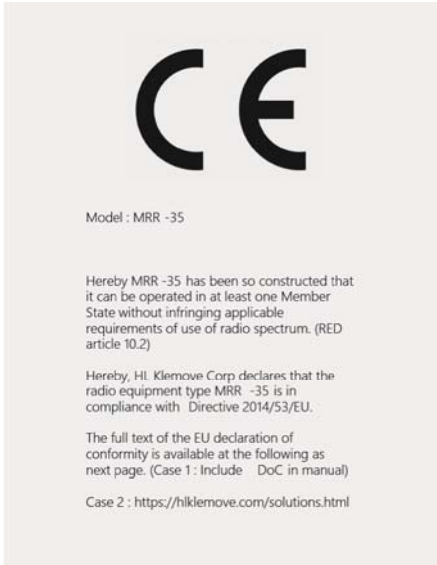 CE
Model : MRR -35
Hereby MRR -35 has been so constructed that
it can be operated in at least one Member
State without infringing applicable
requirements of use of radio spectrum. (RED
article 10.2)
Hereby, HL Klemove Corp declares that the
radio equipment type MRR -35 is in
compliance with Directive 2014/53/EU.
The full text of the EU declaration of
conformity is available at the following as
next page. (Case 1 : Include DoC in manual)
Case 2 : https://hlklemove.com/solutions.html